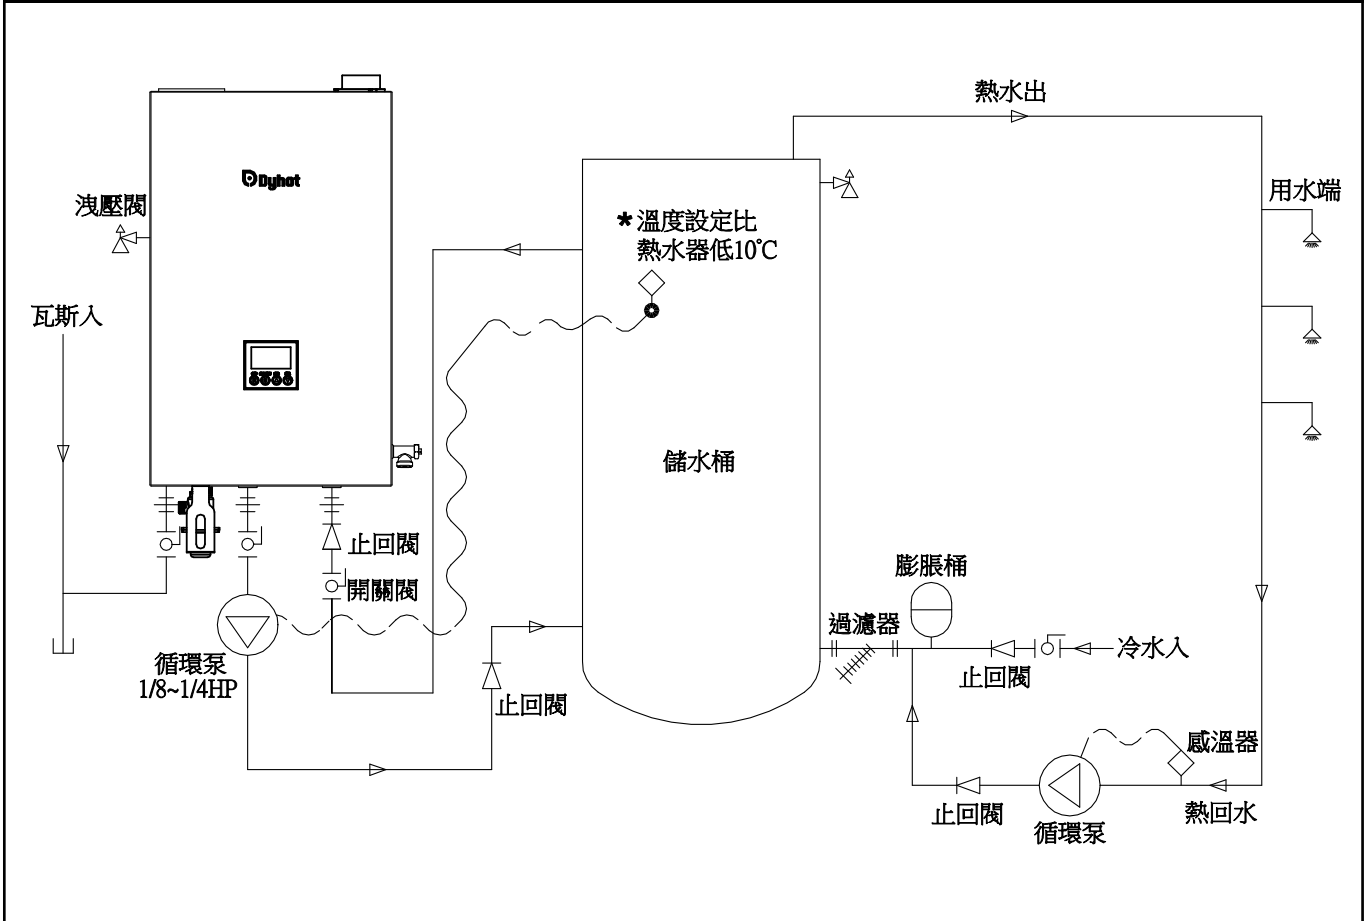 熱水出
Dyhot
用水端
洩壓閥
*溫度設定比
熱水器低10℃
瓦斯入
儲水桶
止回閥
開關閥
膨脹桶
過濾器
冷水入
循環泵
1/8~1/4HP
止回閥
止回閥
感溫器
止回閥
熱回水
循環泵